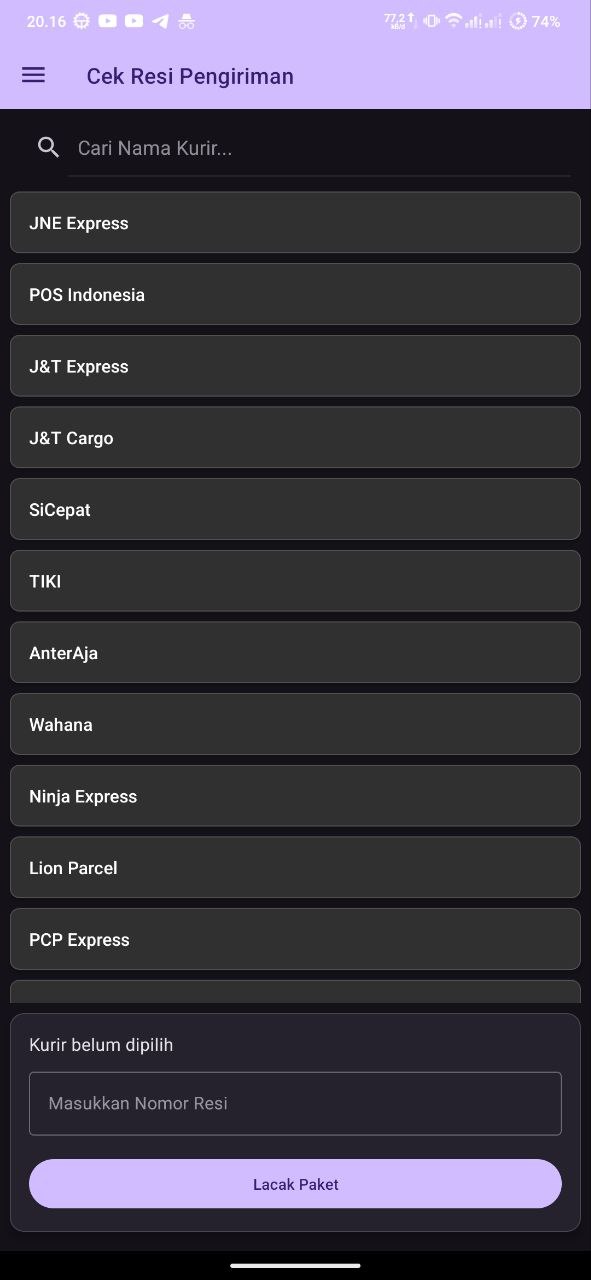 20.16
77,2 kB/s
74%
Cek Resi Pengiriman
Cari Nama Kurir...
JNE Express
POS Indonesia
J&T Express
J&T Cargo
SiCepat
TIKI
AnterAja
Wahana
Ninja Express
Lion Parcel
PCP Express
Kurir belum dipilih
Masukkan Nomor Resi
Lacak Paket